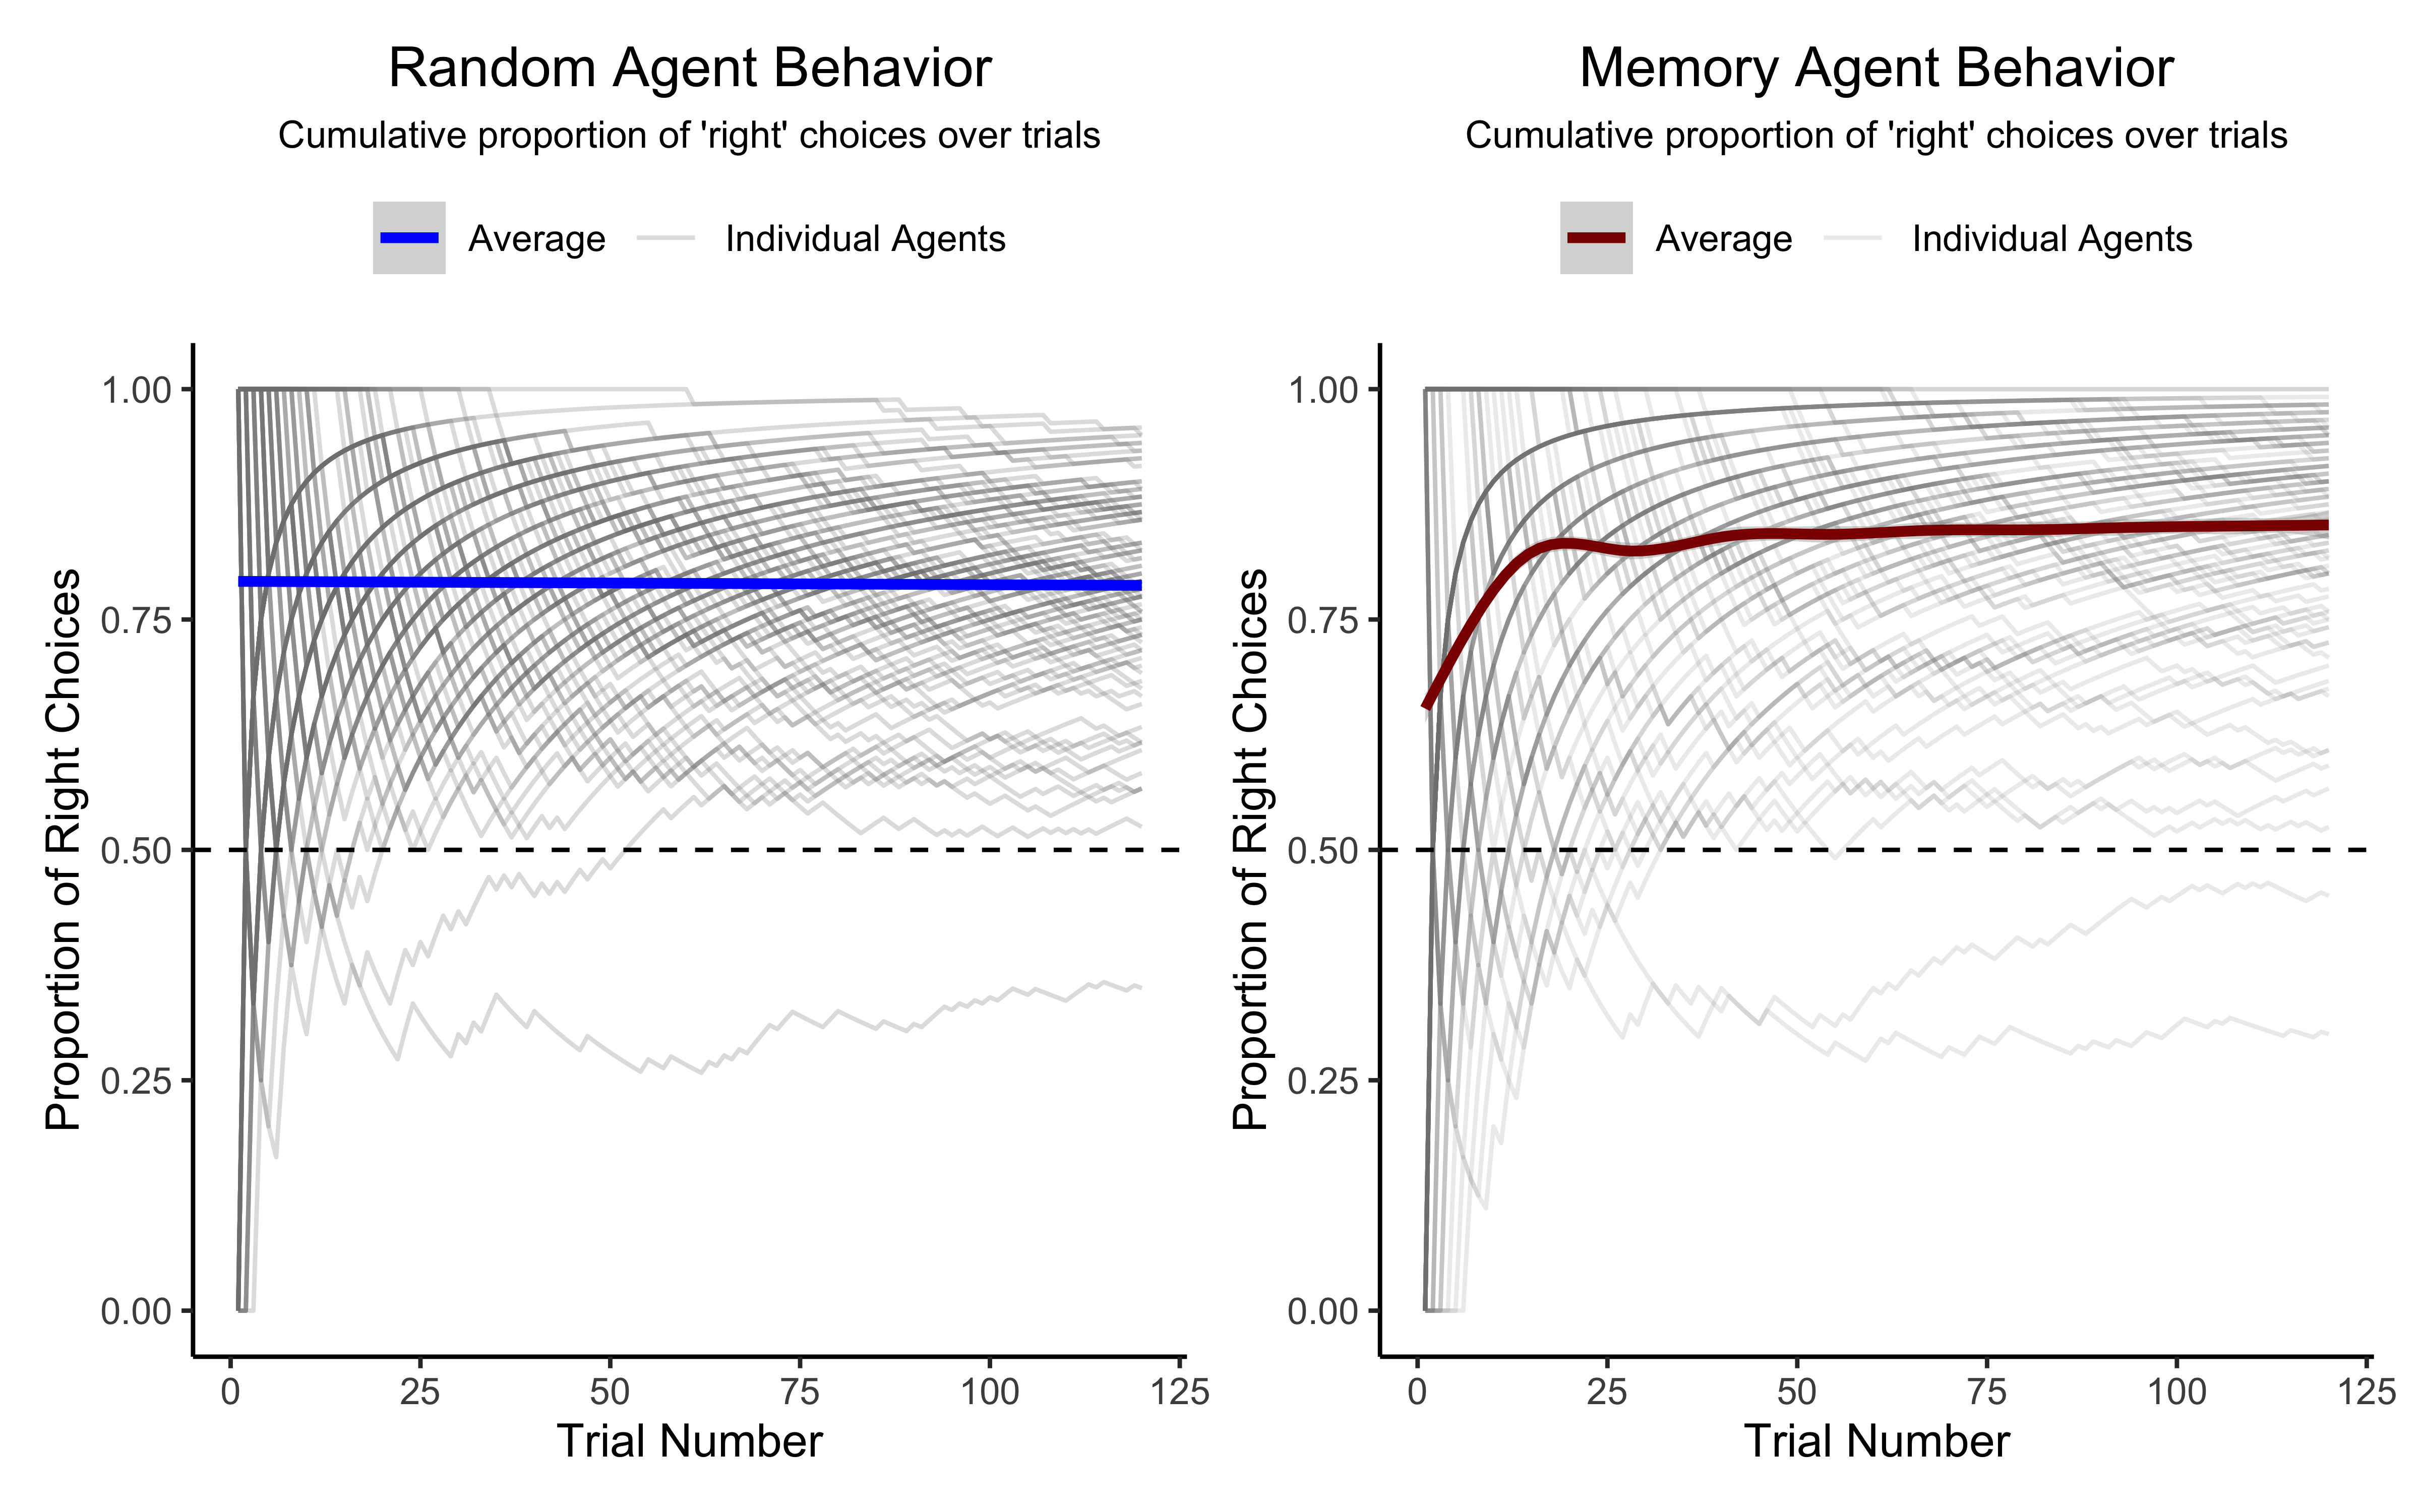 Random Agent Behavior
Cumulative proportion of 'right' choices over trials
Average
Individual Agents
Proportion of Right Choices
1.00
0.75
0.50
0.25
0.00
0
25
50
75
100
125
Trial Number
Memory Agent Behavior
Cumulative proportion of 'right' choices over trials
Average
Individual Agents
Proportion of Right Choices
1.00
0.75
0.50
0.25
0.00
0
25
50
75
100
125
Trial Number